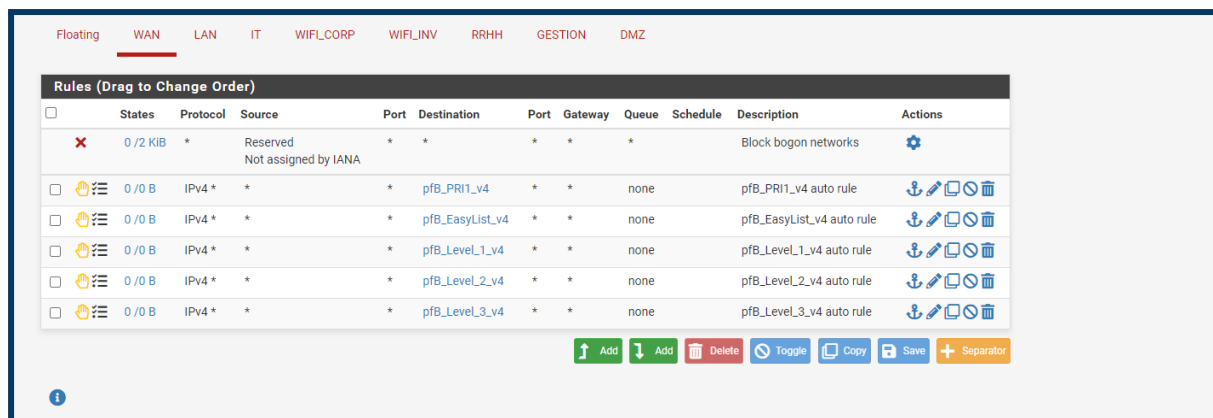 Floating WAN LAN IT WIFI_CORP WIFI_INV RRHH GESTION DMZ
Rules (Drag to Change Order)
States Protocol Source Port Destination Port Gateway Queue Schedule Description Actions
0 /2 KiB * Reserved * * * * * Block bogon networks
Not assigned by IANA
0 /0 B IPv4 * * * pfB_PRI1_v4 * * none pfB_PRI1_v4 auto rule
0 /0 B IPv4 * * * pfB_EasyList_v4 * * none pfB_EasyList_v4 auto rule
0 /0 B IPv4 * * * pfB_Level_1_v4 * * none pfB_Level_1_v4 auto rule
0 /0 B IPv4 * * * pfB_Level_2_v4 * * none pfB_Level_2_v4 auto rule
0 /0 B IPv4 * * * pfB_Level_3_v4 * * none pfB_Level_3_v4 auto rule
Add Add Delete Toggle Copy Save Separator